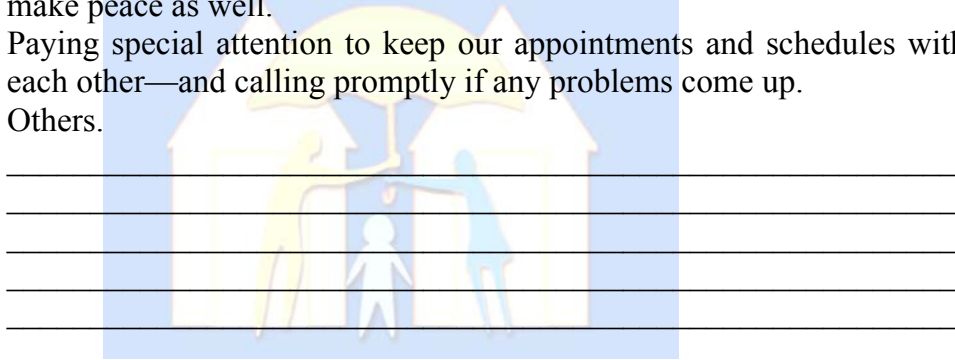 make peace as well.
Paying special attention to keep our appointments and schedules with
each other—and calling promptly if any problems come up.
Others.